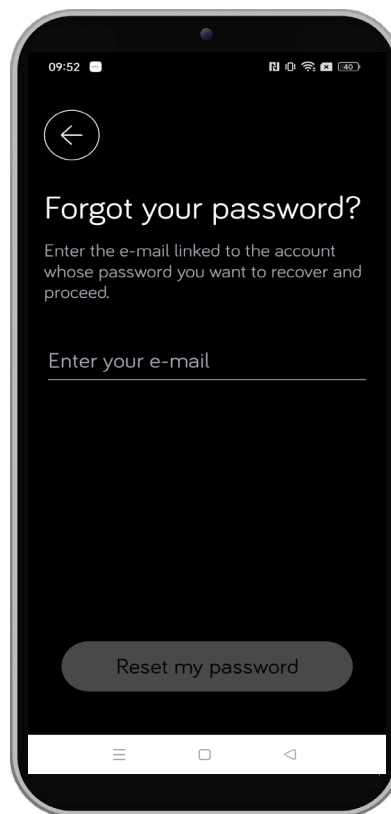 09:52
40
Forgot your password?
Enter the e-mail linked to the account
whose password you want to recover and
proceed.
Enter your e-mail
Reset my password